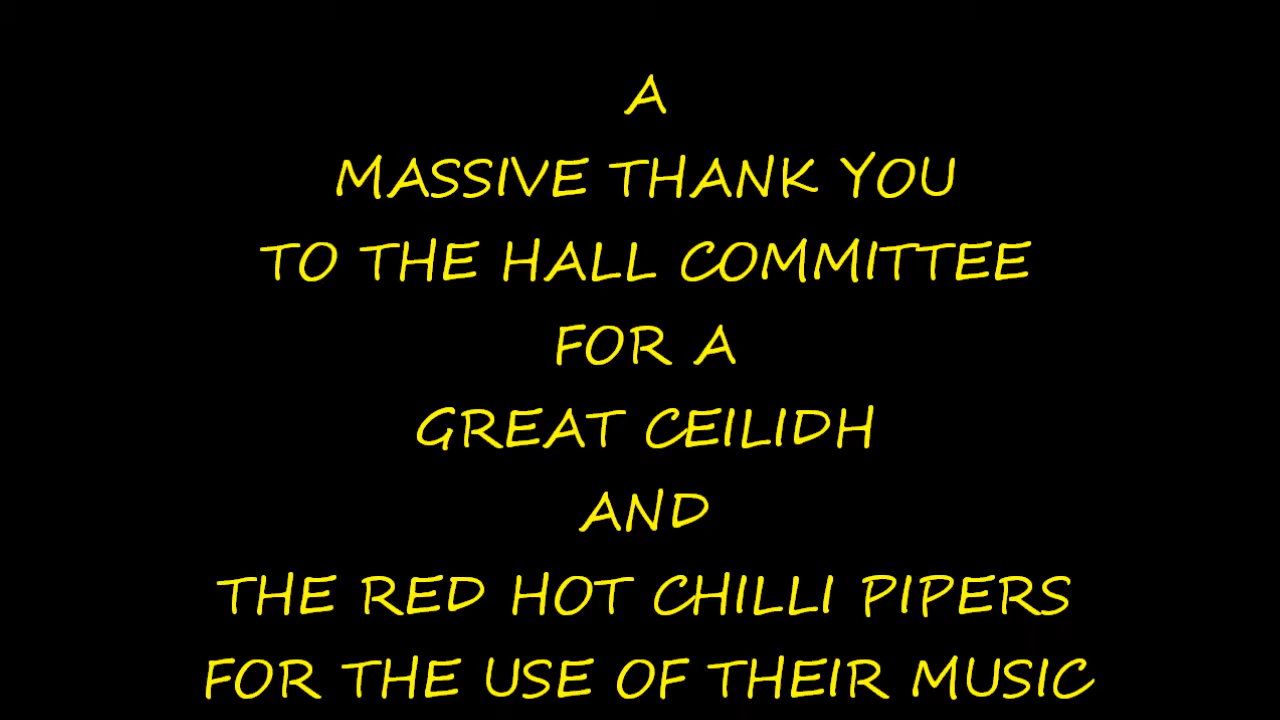 A
MASSIVE THANK YOU
TO THE HALL COMMITTEE
FOR A
GREAT CEILIDH
AND
THE RED HOT CHILLI PIPERS
FOR THE USE OF THEIR MUSIC